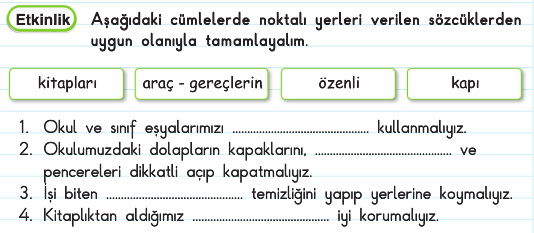 Etkinlik Aşağıdaki cümlelerde noktalı yerleri verilen sözcüklerden
uygun olanıyla tamamlayalım.
kitapları araç - gereçlerin özenli kapı
1. Okul ve sınıf eşyalarımızı ............................................... kullanmalıyız.
2. Okulumuzdaki dolapların kapaklarını, ............................................... ve
pencereleri dikkatli açıp kapatmalıyız.
3. İşi biten ............................................... temizliğini yapıp yerlerine koymalıyız.
4. Kitaplıktan aldığımız ............................................... iyi korumalıyız.